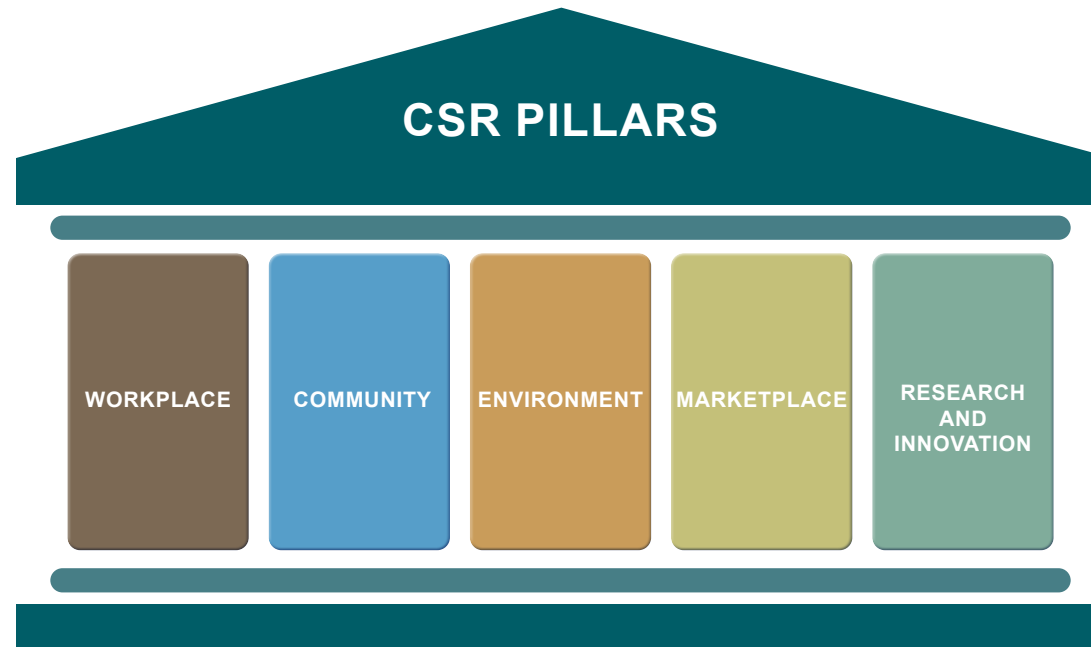 CSR PILLARS
WORKPLACE
COMMUNITY
ENVIRONMENT
MARKETPLACE
RESEARCH
AND
INNOVATION